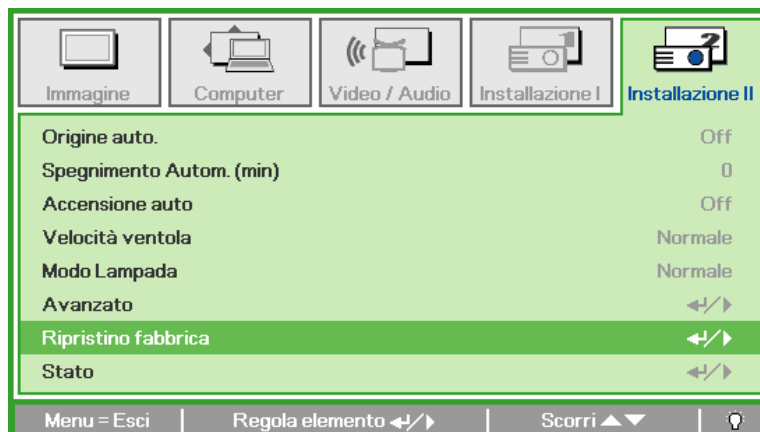 Immagine
Computer
Video / Audio
Installazione I
Installazione II
Origine auto. Off
Spegnimento Autom. (min) 0
Accensione auto Off
Velocità ventola Normale
Modo Lampada Normale
Avanzato
Ripristino fabbrica
Stato
Menu = Esci Regola elemento Scorri